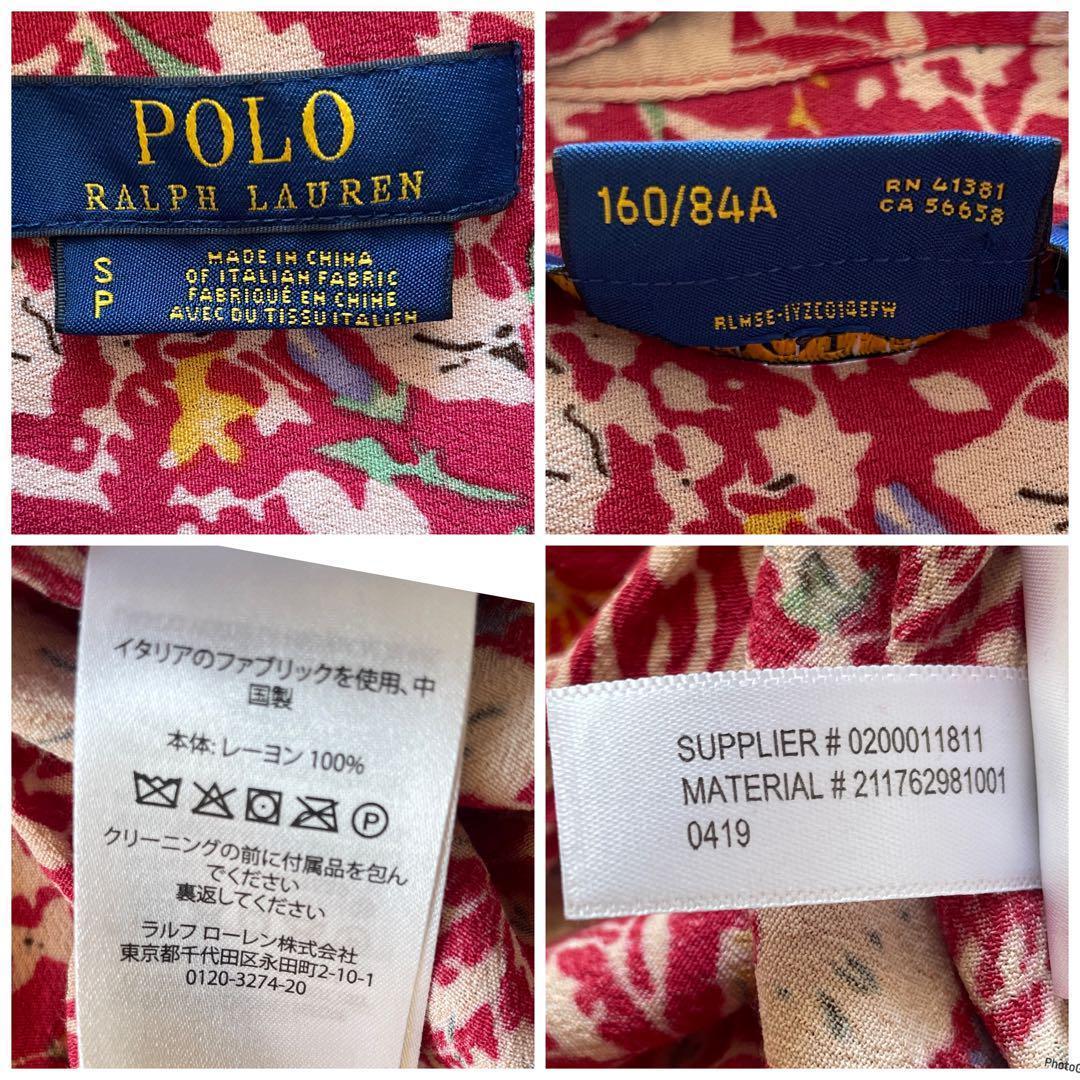 POLO
RALPH LAUREN
S
P
MADE IN CHINA
OF ITALIAN FABRIC
FABRIQUÉ EN CHINE
AVEC DU TISSU ITALIEN
160/84A
RN 41381
CA 56638
RLHSE-IYZC014EFW
イタリアのファブリックを使用、中
国製
本体: レーヨン 100%
P
クリーニングの前に付属品を包ん
でください
裏返してください
ラルフ ローレン株式会社
東京都千代田区永田町2-10-1
0120-3274-20
SUPPLIER # 0200011811
MATERIAL # 211762981001
0419